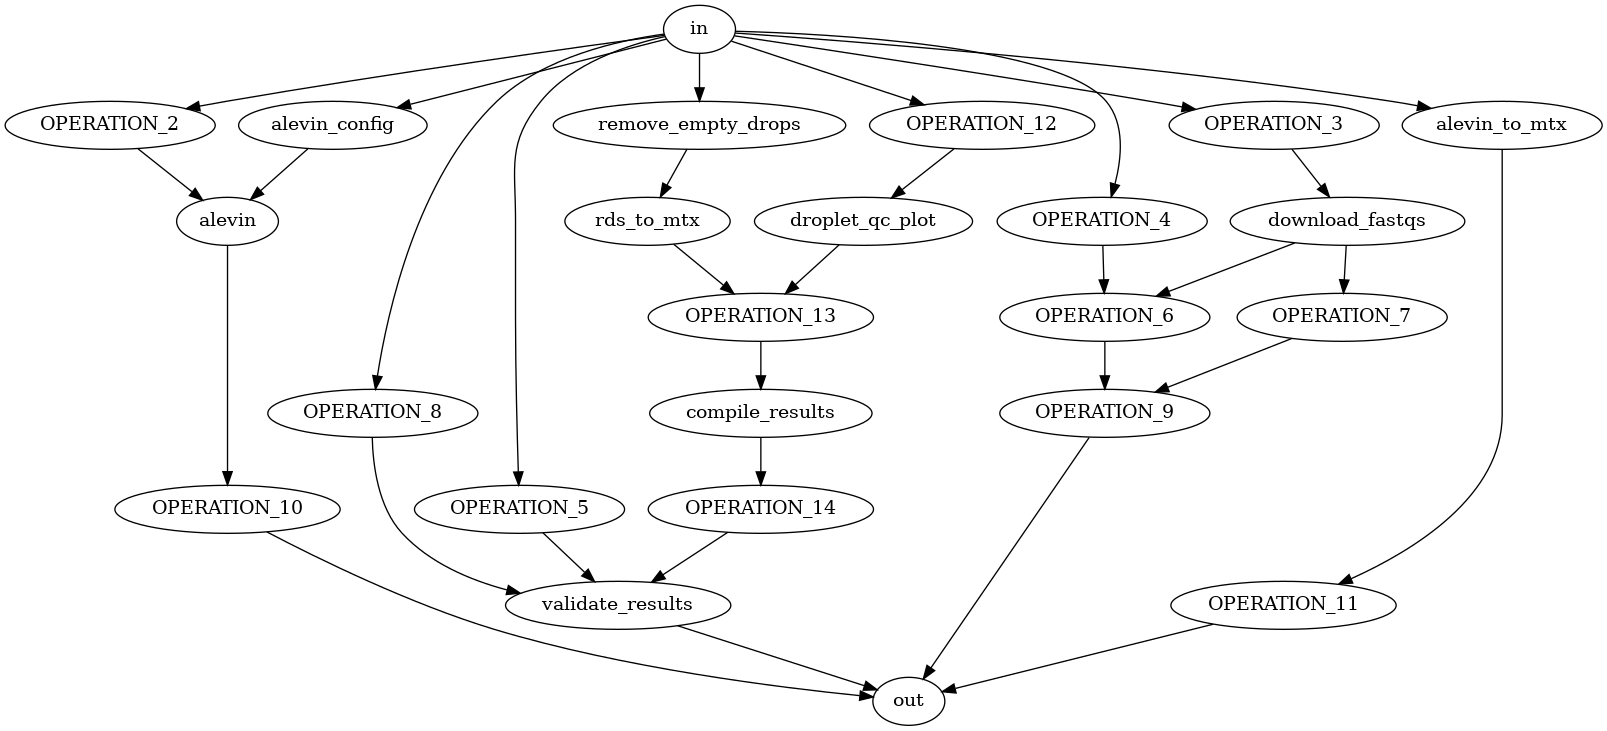 in
OPERATION_2
alevin_config
remove_empty_drops
OPERATION_12
OPERATION_3
alevin_to_mtx
alevin
rds_to_mtx
droplet_qc_plot
OPERATION_4
download_fastqs
OPERATION_13
OPERATION_6
OPERATION_7
OPERATION_8
compile_results
OPERATION_9
OPERATION_10
OPERATION_5
OPERATION_14
validate_results
OPERATION_11
out